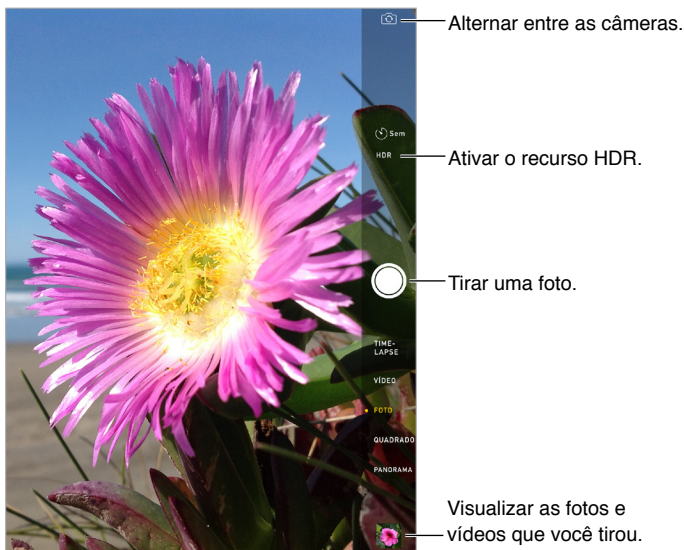 Alternar entre as câmeras.
Sem
HDR
Ativar o recurso HDR.
Tirar uma foto.
TIME-
LAPSE
VÍDEO
FOTO
QUADRADO
PANORAMA
Visualizar as fotos e
vídeos que você tirou.